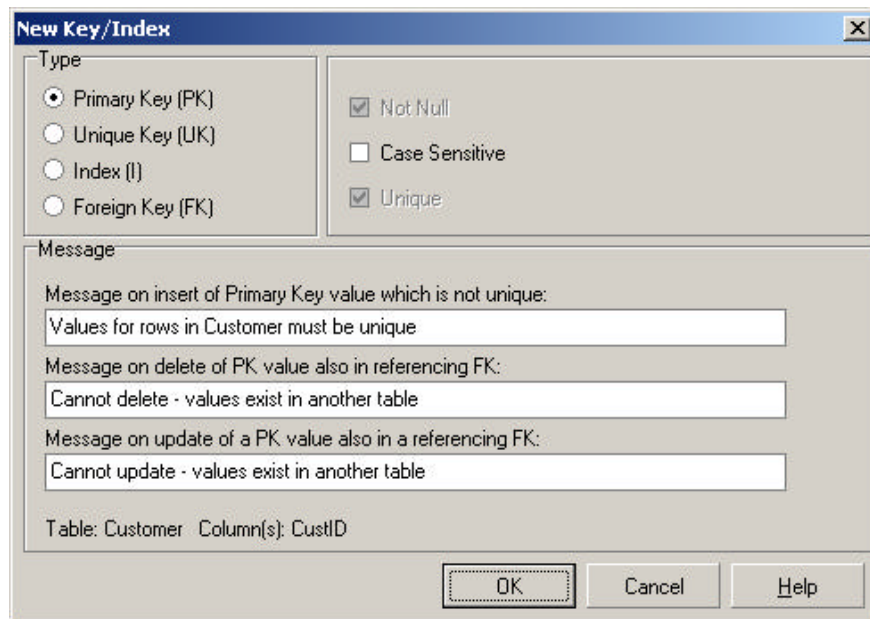 New Key/Index
Type
Primary Key (PK)
Unique Key (UK)
Index (I)
Foreign Key (FK)
Not Null
Case Sensitive
Unique
Message
Message on insert of Primary Key value which is not unique:
Values for rows in Customer must be unique
Message on delete of PK value also in referencing FK:
Cannot delete - values exist in another table
Message on update of a PK value also in a referencing FK:
Cannot update - values exist in another table
Table: Customer   Column(s): CustID
OK Cancel Help